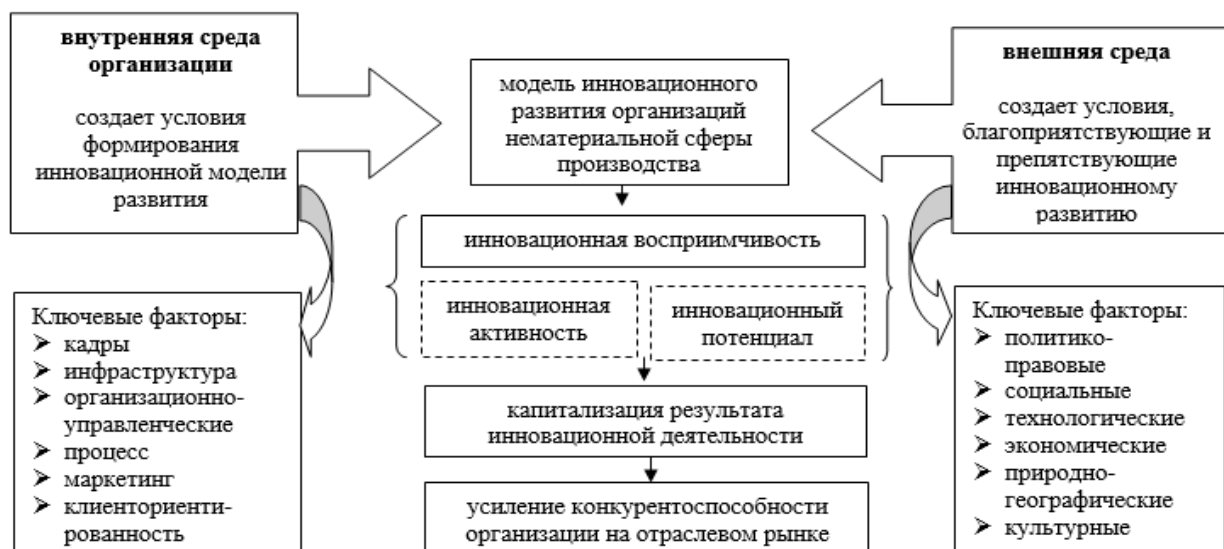 внутренняя среда
организации
создает условия
формирования
инновационной модели
развития
модель инновационного
развития организаций
нематериальной сферы
производства
внешняя среда
создает условия,
благоприятствующие и
препятствующие
инновационному
развитию
инновационная восприимчивость
инновационная
активность
инновационный
потенциал
Ключевые факторы:
➤ кадры
➤ инфраструктура
➤ организационно-
управленческие
➤ процесс
➤ маркетинг
➤ клиенториенти-
рованность
капитализация результата
инновационной деятельности
усиление конкурентоспособности
организации на отраслевом рынке
Ключевые факторы:
➤ политико-
правовые
➤ социальные
➤ технологические
➤ экономические
➤ природно-
географические
➤ культурные